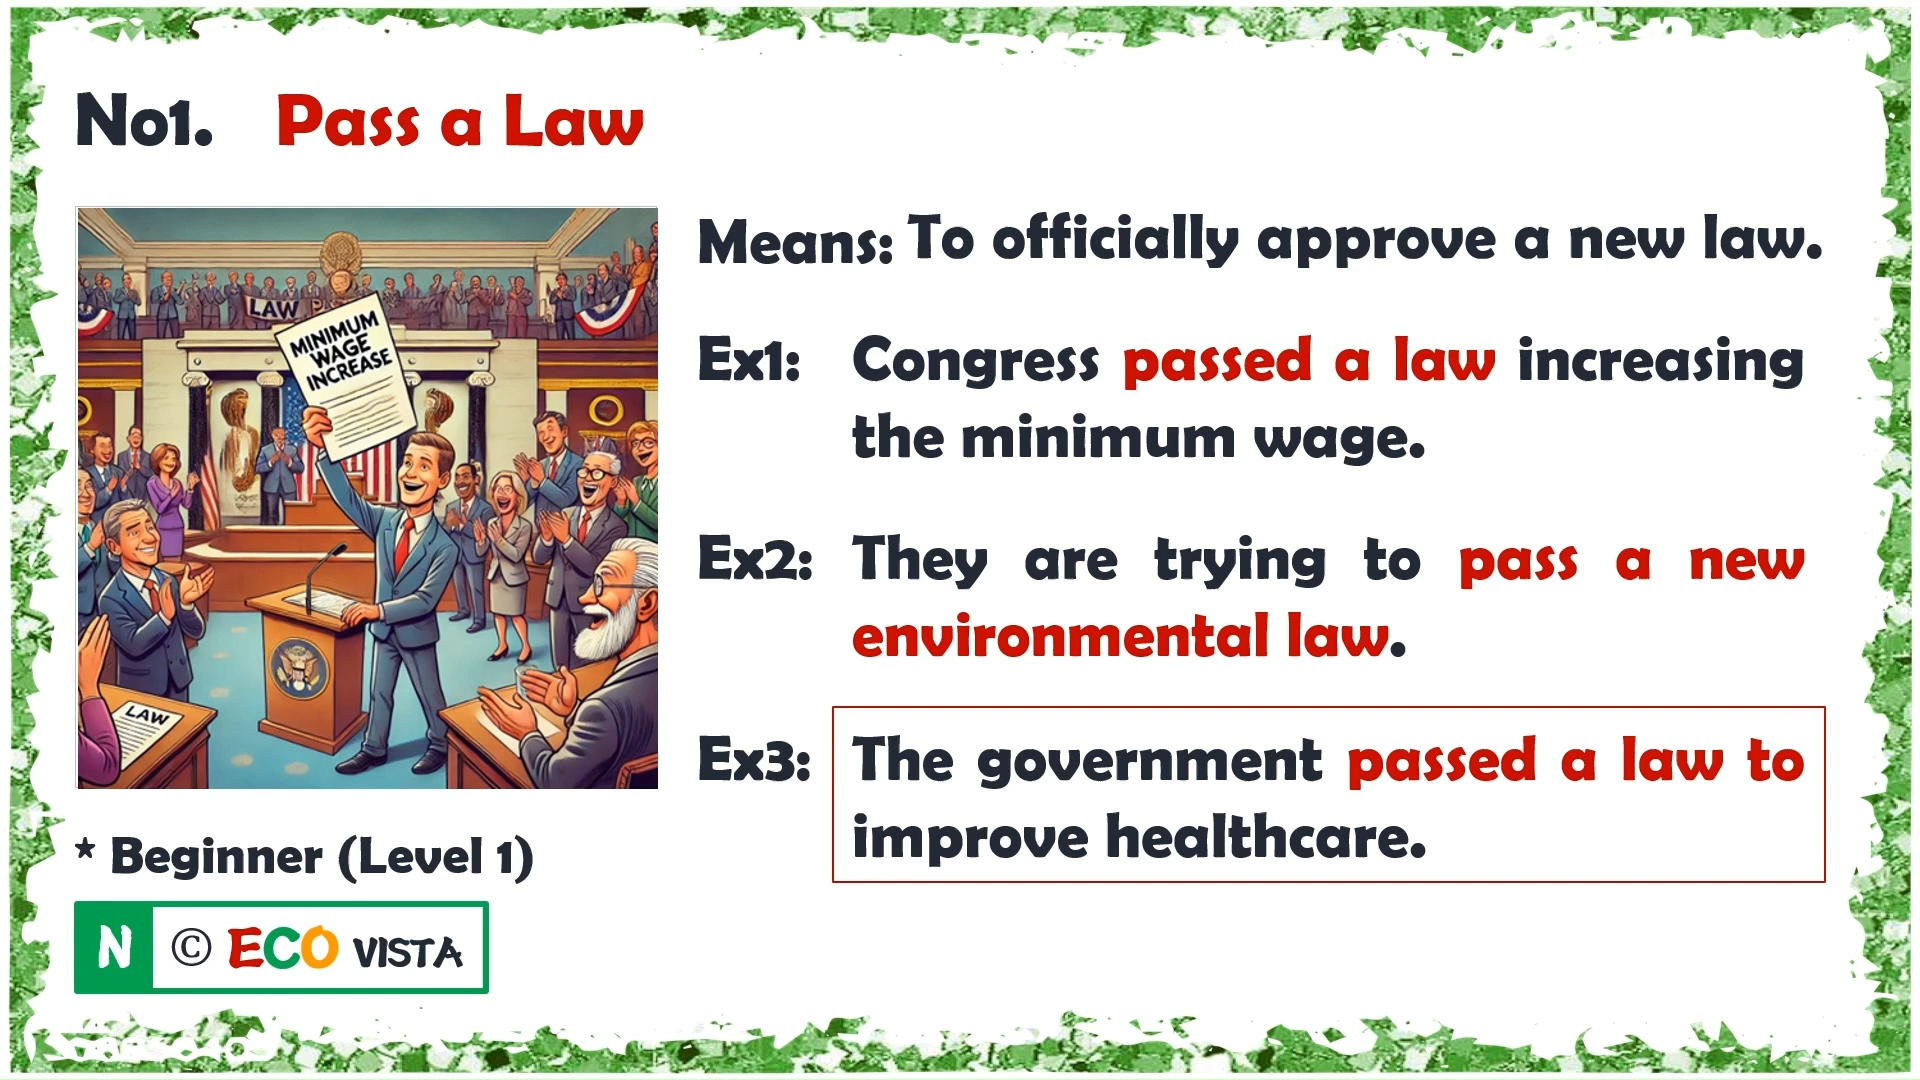 No1. Pass a Law
LAW
MINIMUM
WAGE
INCREASE
LAW
Means: To officially approve a new law.
Ex1: Congress passed a law increasing
the minimum wage.
Ex2: They are trying to pass a new
environmental law.
Ex3: The government passed a law to
improve healthcare.
* Beginner (Level 1)
N © ECO VISTA